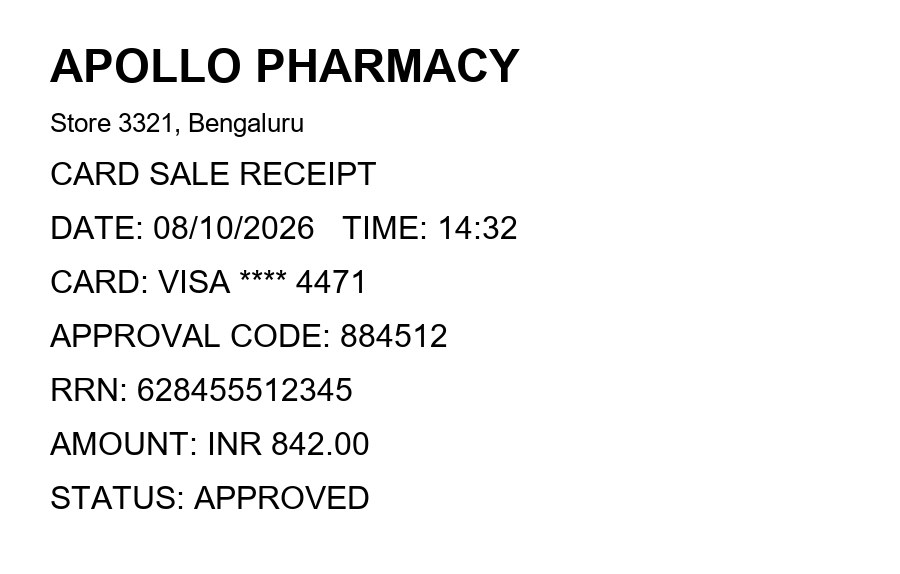 APOLLO PHARMACY
Store 3321, Bengaluru
CARD SALE RECEIPT
DATE: 08/10/2026   TIME: 14:32
CARD: VISA **** 4471
APPROVAL CODE: 884512
RRN: 628455512345
AMOUNT: INR 842.00
STATUS: APPROVED